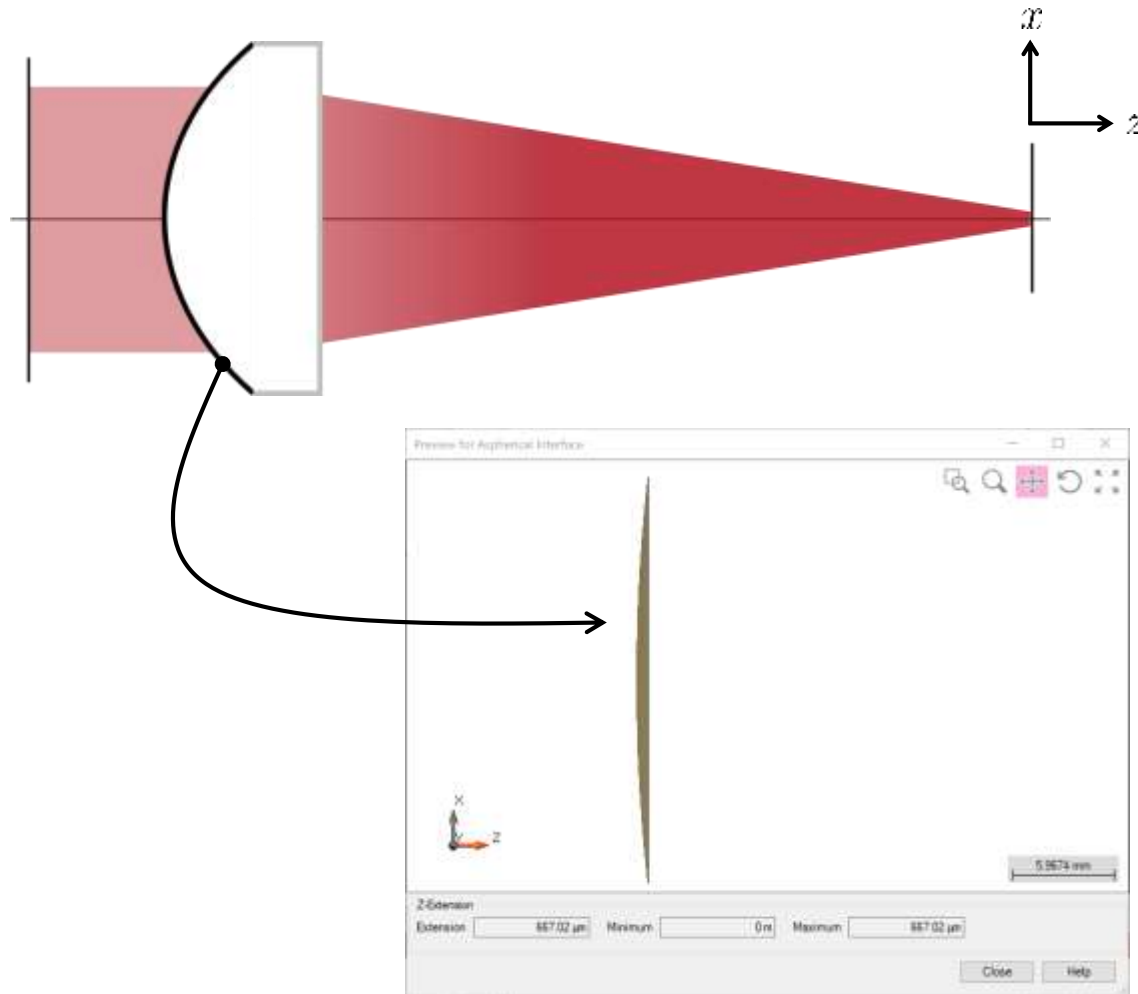 x
z
Preview for Aspherical Interface
X
Y
Z
5.9674 mm
Z-Extension
Extension 667.02 µm Minimum 0 m Maximum 667.02 µm
Close Help